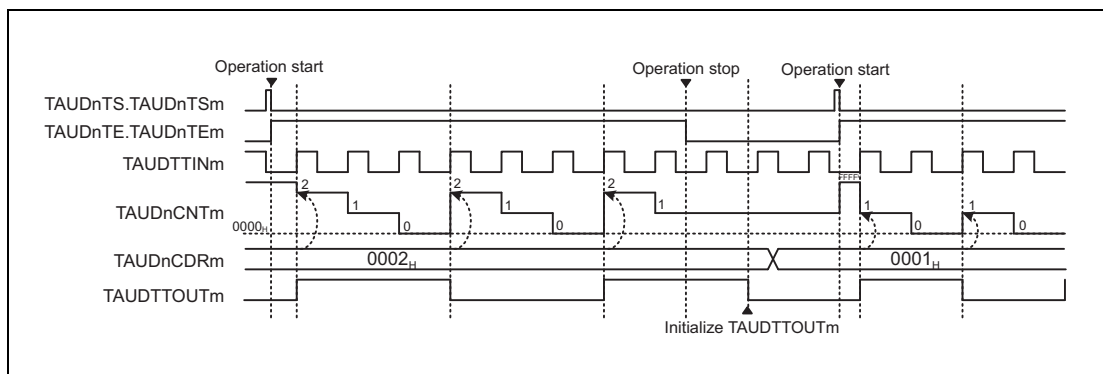 Operation start
Operation stop
Operation start
TAUDnTS.TAUDnTSm
TAUDnTE.TAUDnTEm
TAUDTTINm
TAUDnCNTm
0000H
2
1
0
2
1
0
2
1
FFFF
1
0
1
0
TAUDnCDRm
0002H
0001H
TAUDTTOUTm
Initialize TAUDTTOUTm